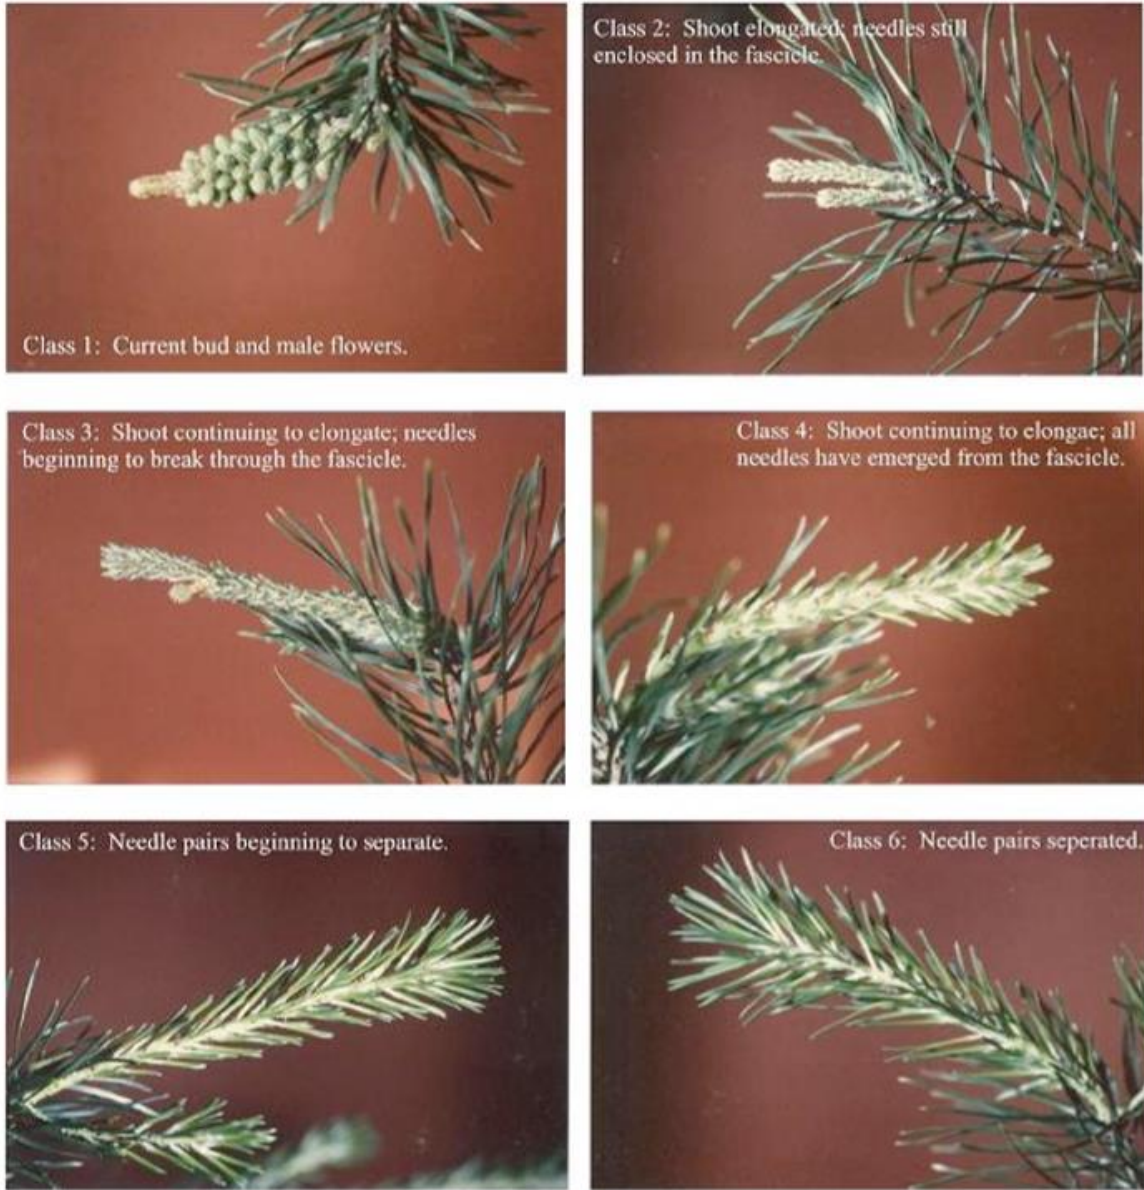 Class 1: Current bud and male flowers.
Class 2: Shoot elongated; needles still
enclosed in the fascicle.
Class 3: Shoot continuing to elongate; needles
beginning to break through the fascicle.
Class 4: Shoot continuing to elongae; all
needles have emerged from the fascicle.
Class 5: Needle pairs beginning to separate.
Class 6: Needle pairs seperated.